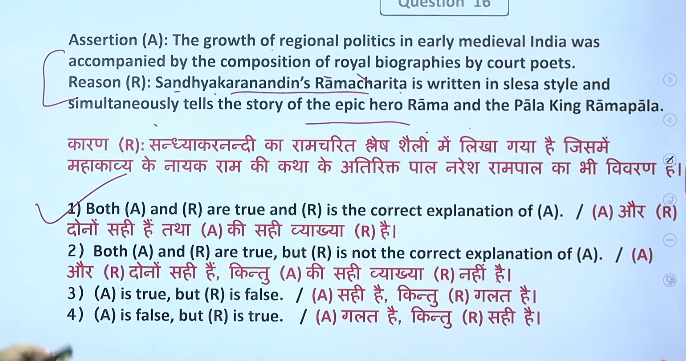 Question 16
Assertion (A): The growth of regional politics in early medieval India was
accompanied by the composition of royal biographies by court poets.
Reason (R): Sandhyakaranandin's Rāmacharita is written in slesa style and
simultaneously tells the story of the epic hero Rāma and the Pāla King Rāmapāla.
कारण (R): सन्ध्याकरनन्दी का रामचरित श्लेष शैली में लिखा गया है जिसमें
महाकाव्य के नायक राम की कथा के अतिरिक्त पाल नरेश रामपाल का भी विवरण है।
1) Both (A) and (R) are true and (R) is the correct explanation of (A). / (A) और (R)
दोनों सही हैं तथा (A) की सही व्याख्या (R) है।
2) Both (A) and (R) are true, but (R) is not the correct explanation of (A). / (A)
और (R) दोनों सही हैं, किन्तु (A) की सही व्याख्या (R) नहीं है।
3) (A) is true, but (R) is false. / (A) सही है, किन्तु (R) गलत है।
4) (A) is false, but (R) is true. / (A) गलत है, किन्तु (R) सही है।